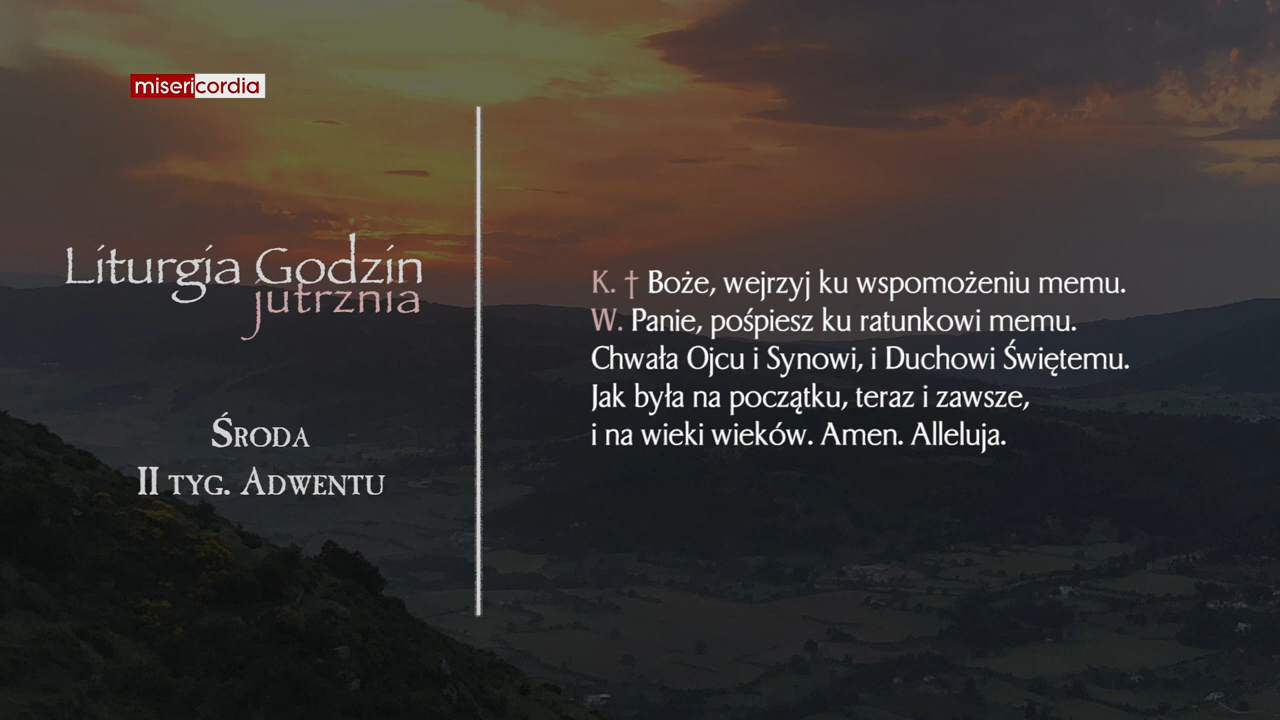 misericordia
Liturgia Godzin
jutrznia
Środa
II tyg. Adwentu
K. † Boże, wejrzyj ku wspomożeniu memu.
W. Panie, pośpiesz ku ratunkowi memu.
Chwała Ojcu i Synowi, i Duchowi Świętemu.
Jak była na początku, teraz i zawsze,
i na wieki wieków. Amen. Alleluja.